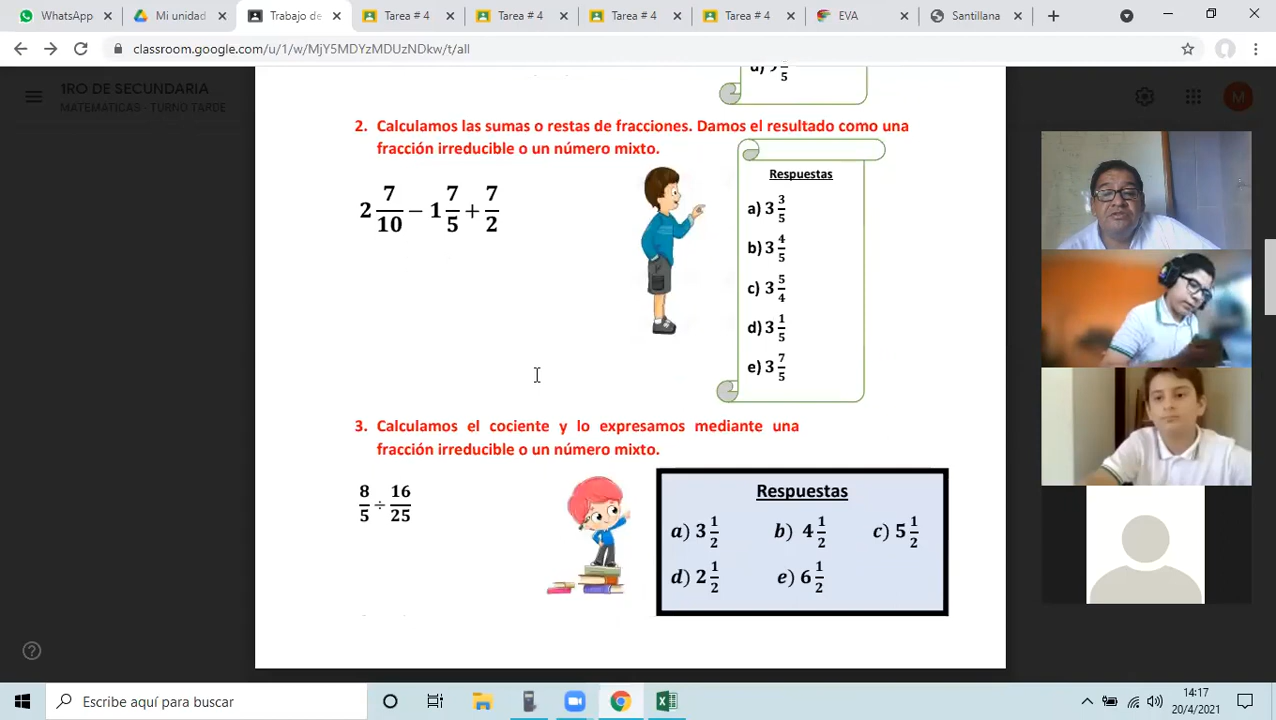 WhatsApp
Mi unidad
Trabajo de
Tarea # 4
Tarea # 4
Tarea # 4
Tarea # 4
EVA
Santillana
classroom.google.com/u/1/w/MjY5MDYzMDUzNDkw/t/all
1RO DE SECUNDARIA
MATEMATICAS - TURNO TARDE
M
2. Calculamos las sumas o restas de fracciones. Damos el resultado como una
fracción irreducible o un número mixto.
2 7/10 − 1 7/5 + 7/2
Respuestas
a) 3 3/5
b) 3 4/5
c) 3 5/4
d) 3 1/5
e) 3 7/5
3. Calculamos el cociente y lo expresamos mediante una
fracción irreducible o un número mixto.
8/5 ÷ 16/25
Respuestas
a) 3 1/2 b) 4 1/2 c) 5 1/2
d) 2 1/2 e) 6 1/2
Escribe aquí para buscar
14:17
20/4/2021